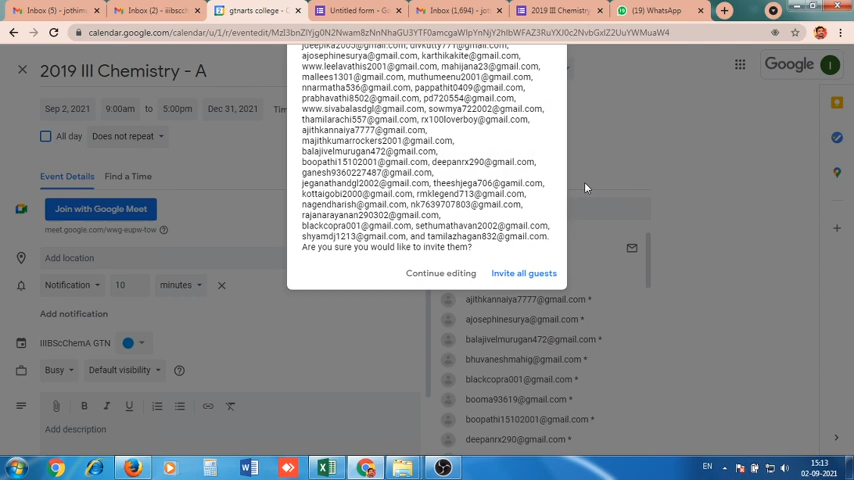 Inbox (5) - jothim
Inbox (2) - iiibscc
gtnarts college - C
Untitled form - Go
Inbox (1,694) - jot
2019 III Chemistry
(19) WhatsApp
2019 III Chemistry - A
Google
I
Sep 2, 2021 9:00am to 5:00pm Dec 31, 2021
All day Does not repeat
Event Details Find a Time
Join with Google Meet
meet.google.com/wwg-eupw-tow
Add location
Notification 10 minutes
Add notification
IIIBScChemA GTN
Busy Default visibility
B I U
Add description
ajosephinesurya@gmail.com, karthikakite@gmail.com,
www.leelavathis2001@gmail.com, mahijana23@gmail.com,
mallees1301@gmail.com, muthumeenu2001@gmail.com,
nnarmatha536@gmail.com, pappathit0409@gmail.com,
prabhavathi8502@gmail.com, pd720554@gmail.com,
www.sivabalasdgl@gmail.com, sowmya722002@gmail.com,
thamilarachi557@gmail.com, rx100loverboy@gmail.com,
ajithkannaiya7777@gmail.com,
majithkumarrockers2001@gmail.com,
balajivelmurugan472@gmail.com,
boopathi15102001@gmail.com, deepanrx290@gmail.com,
ganesh9360227487@gmail.com,
jeganathandgl2002@gmail.com, theeshjega706@gamil.com,
kottaigobi2000@gmail.com, rmklegend713@gmail.com,
nagendharish@gmail.com, nk7639707803@gmail.com,
rajanarayanan290302@gmail.com,
blackcopra001@gmail.com, sethumathavan2002@gmail.com,
shyamdj1213@gmail.com, and tamilazhagan832@gmail.com.
Are you sure you would like to invite them?
Continue editing Invite all guests
ajithkannaiya7777@gmail.com *
ajosephinesurya@gmail.com *
balajivelmurugan472@gmail.com *
bhuvaneshmahig@gmail.com *
blackcopra001@gmail.com *
booma93619@gmail.com *
boopathi15102001@gmail.com *
deepanrx290@gmail.com *
EN
15:13
02-09-2021